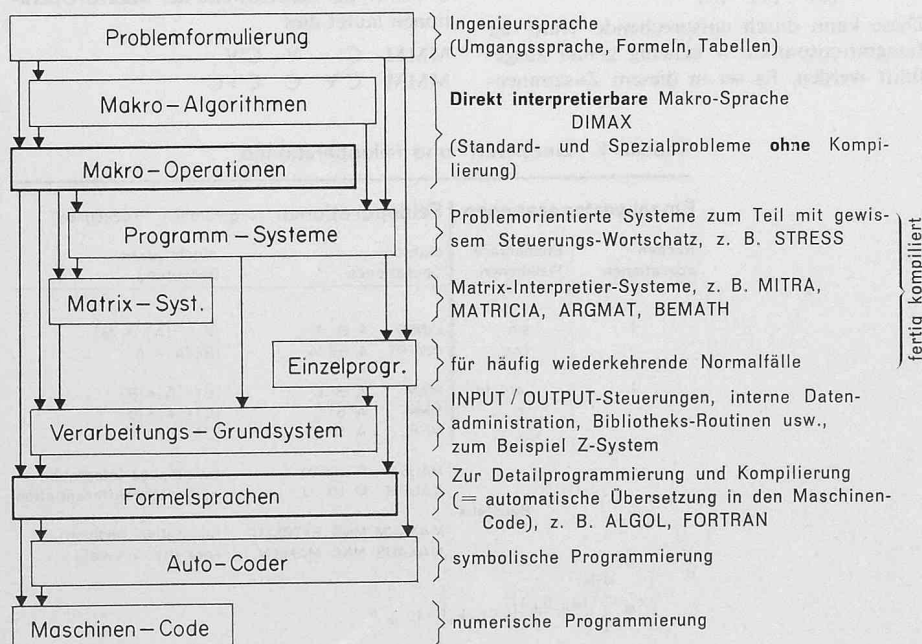 Problemformulierung
Ingenieursprache
(Umgangssprache, Formeln, Tabellen)
Makro-Algorithmen
Direkt interpretierbare Makro-Sprache
DIMAX
(Standard- und Spezialprobleme ohne Kompi-
lierung)
Makro-Operationen
Programm-Systeme
Problemorientierte Systeme zum Teil mit gewis-
sem Steuerungs-Wortschatz, z. B. STRESS
Matrix-Syst.
Matrix-Interpretier-Systeme, z. B. MITRA,
MATRICIA, ARGMAT, BEMATH
fertig kompiliert
Einzelprogr.
für häufig wiederkehrende Normalfälle
Verarbeitungs-Grundsystem
INPUT / OUTPUT-Steuerungen, interne Daten-
administration, Bibliotheks-Routinen usw.,
zum Beispiel Z-System
Formelsprachen
Zur Detailprogrammierung und Kompilierung
(= automatische Übersetzung in den Maschinen-
Code), z. B. ALGOL, FORTRAN
Auto-Coder
symbolische Programmierung
Maschinen-Code
numerische Programmierung